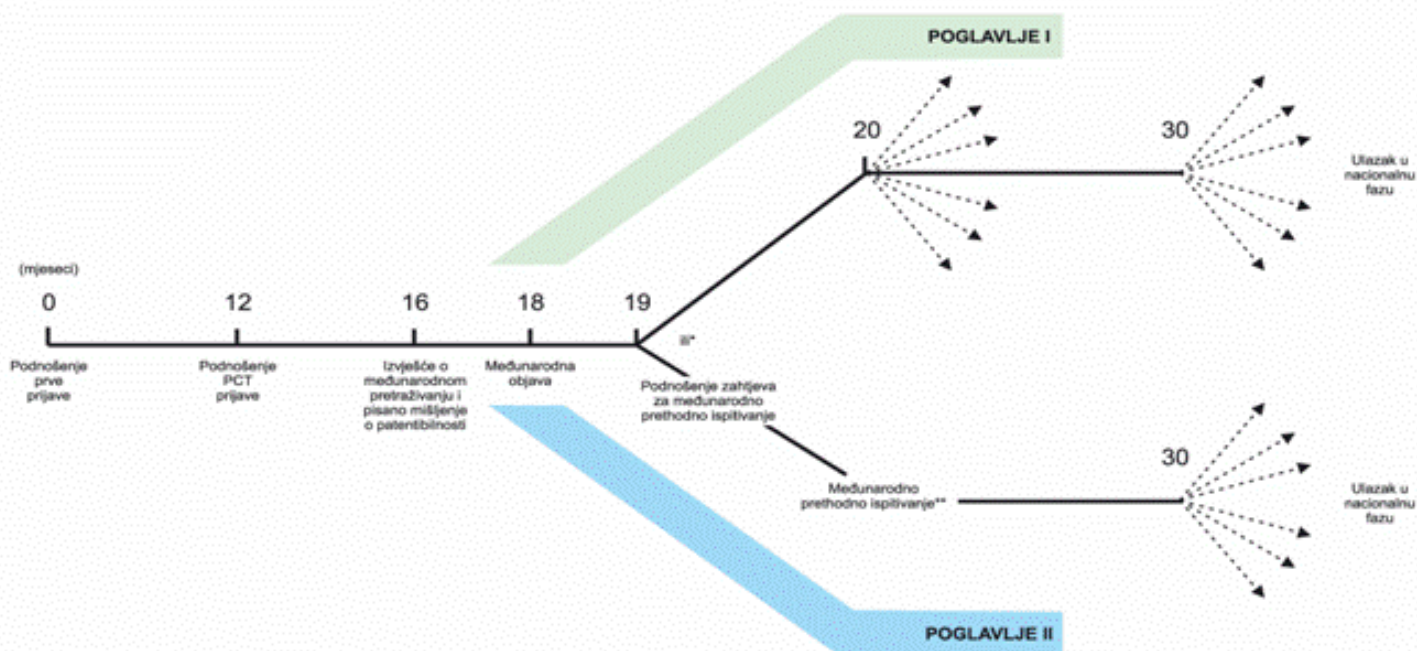 POGLAVLJE I
20
30
Ulazak u
nacionalnu
fazu
(mjeseci)
0
12
16
18
19
ili*
Podnošenje
prve
prijave
Podnošenje
PCT
prijave
Izvješće o
međunarodnom
pretraživanju i
pisano mišljenje
o patentibilnosti
Međunarodna
objava
Podnošenje zahtjeva
za međunarodno
prethodno ispitivanje
30
Međunarodno
prethodno ispitivanje**
Ulazak u
nacionalnu
fazu
POGLAVLJE II